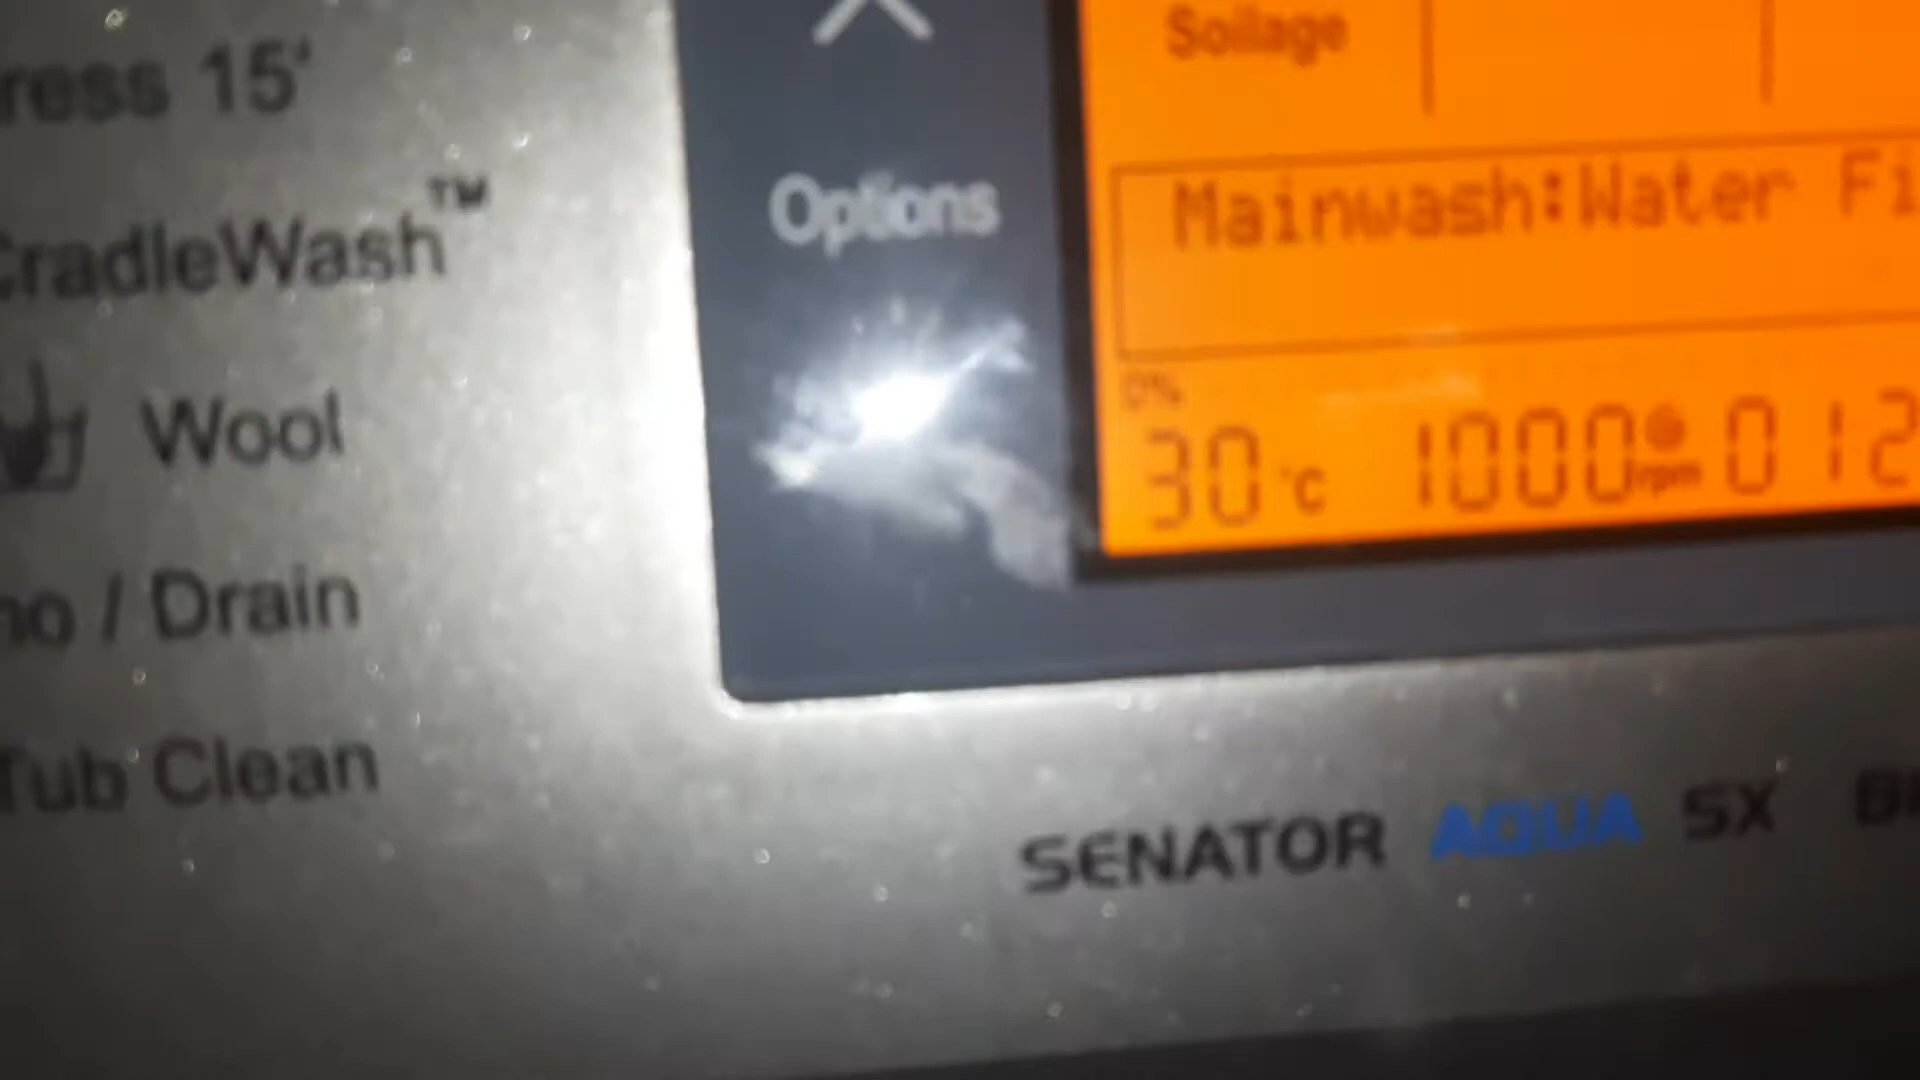 ress 15'
CradleWash™
Wool
no / Drain
Tub Clean
Options
Soilage
Mainwash:Water Fi
0%
30 °C 1000 rpm 012
SENATOR AQUA SX